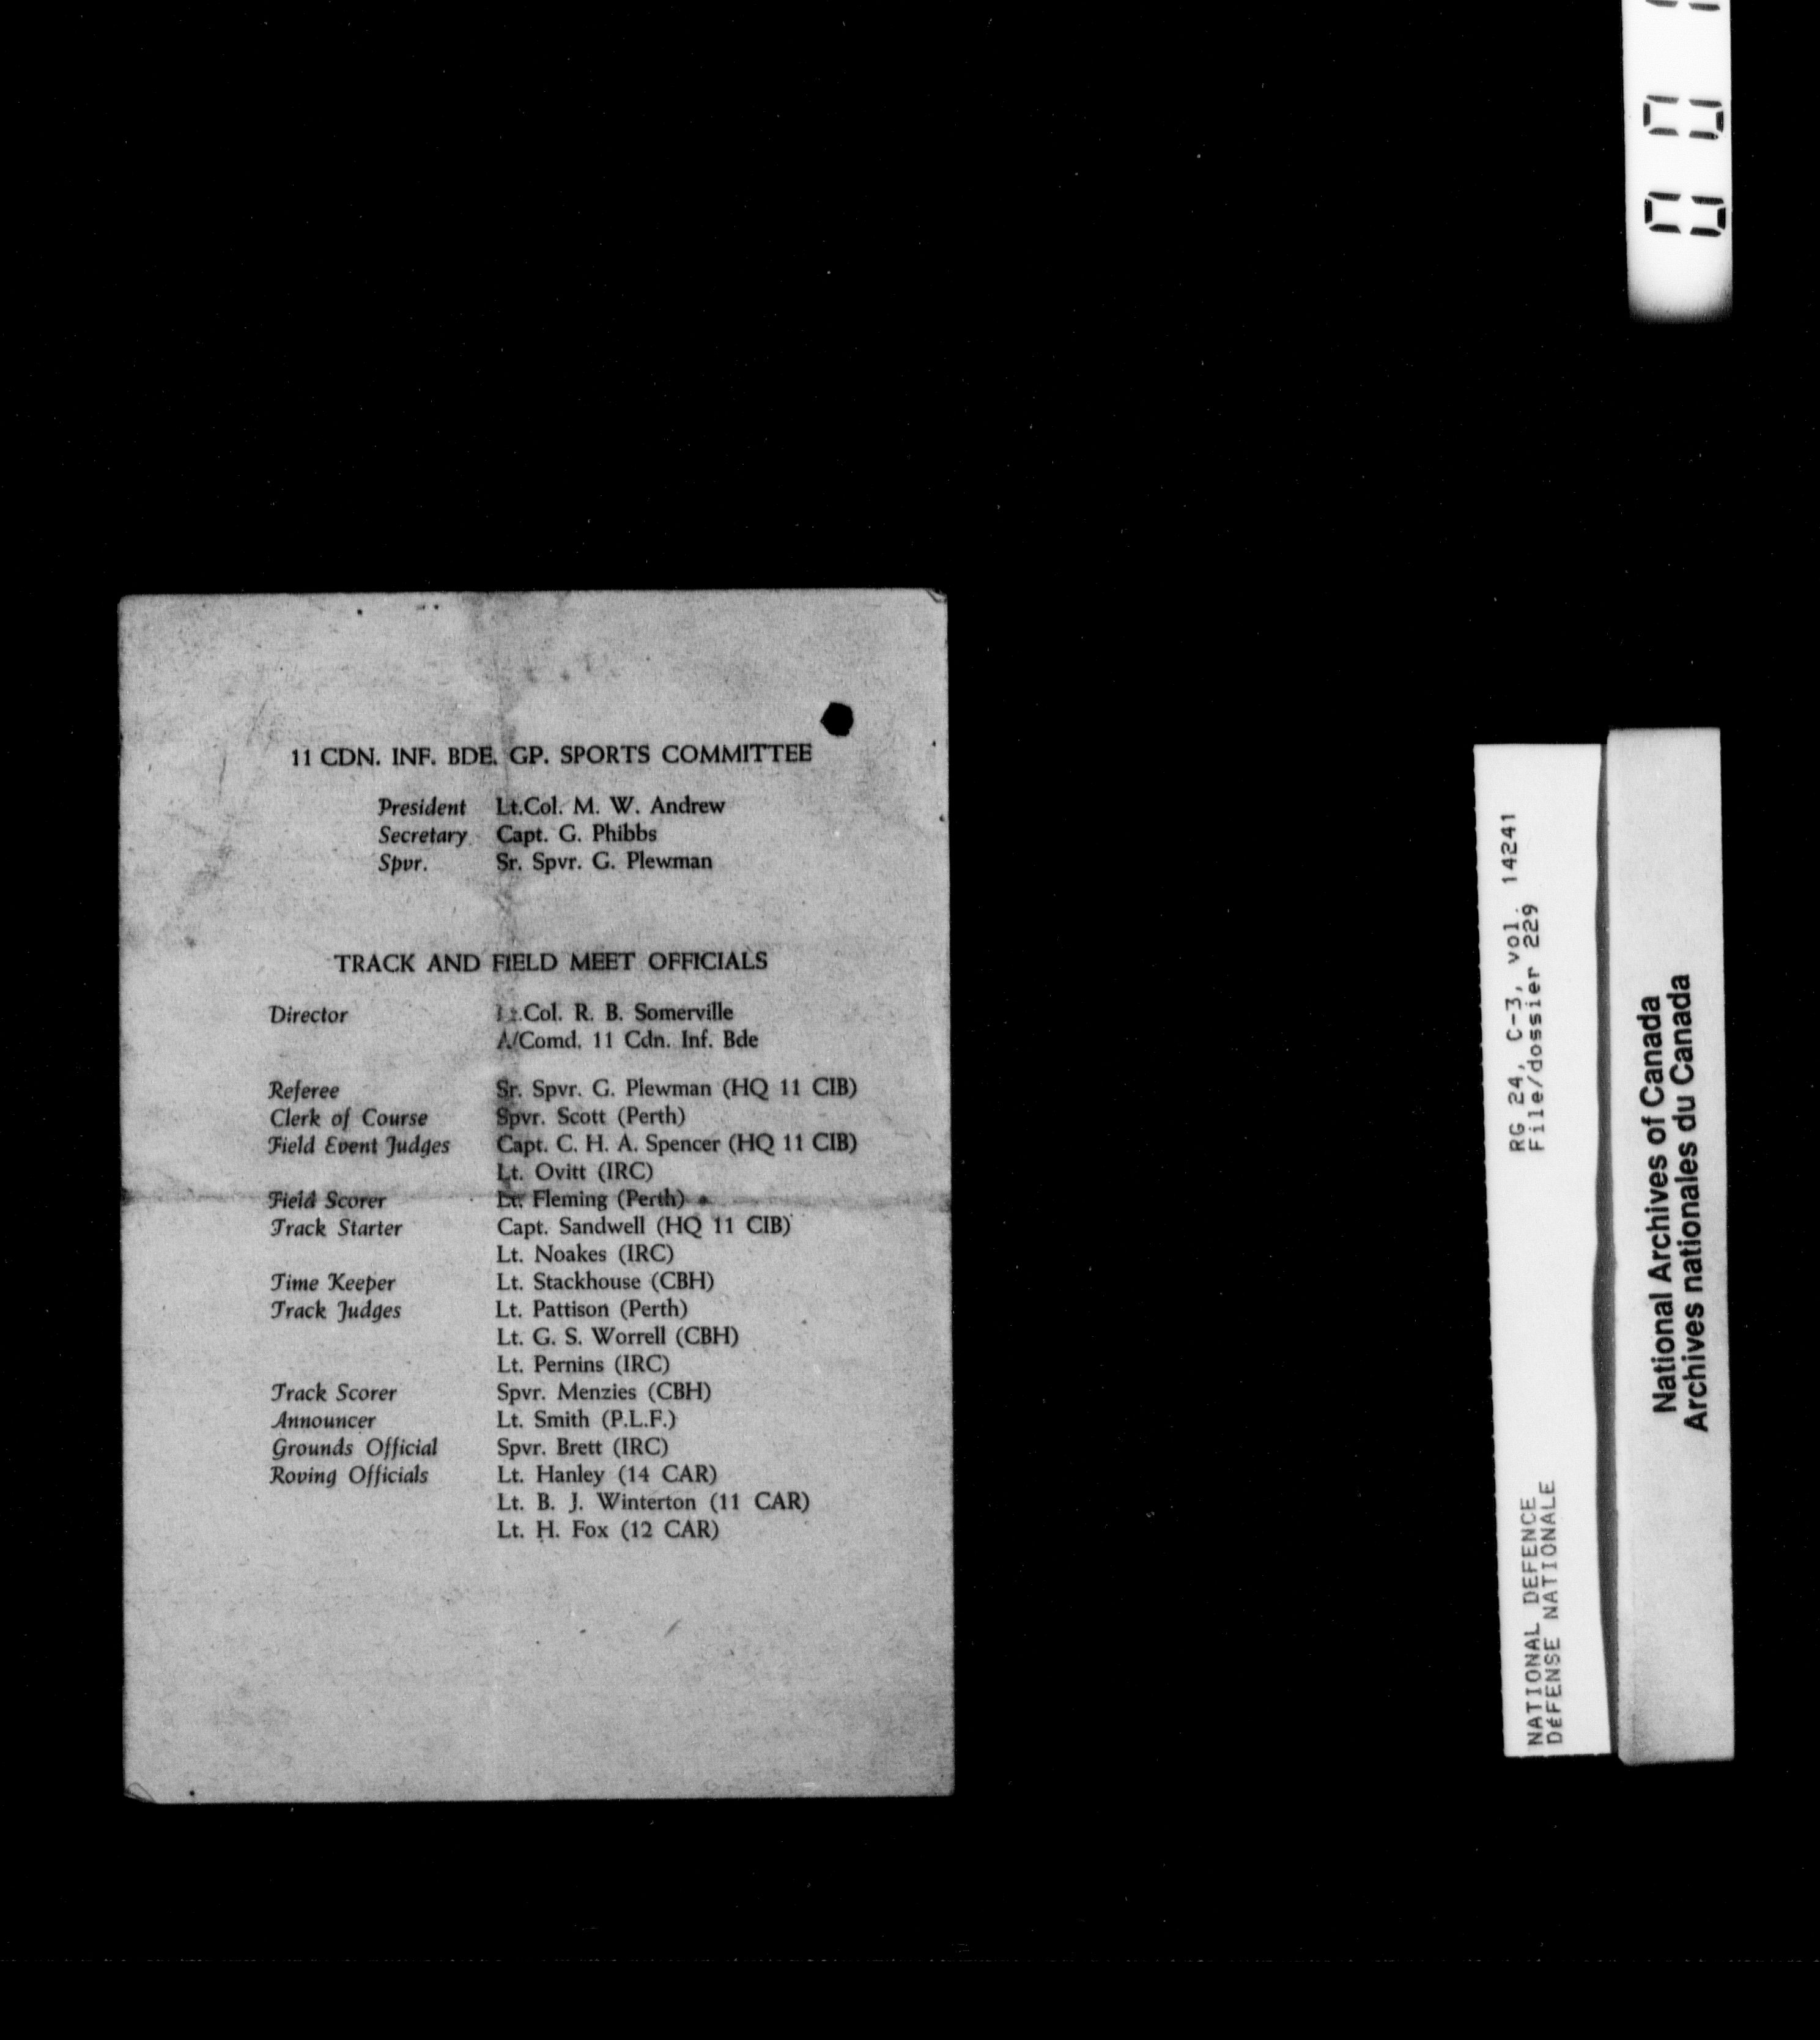 11 CDN. INF. BDE. GP. SPORTS COMMITTEE
President Lt.Col. M. W. Andrew
Secretary Capt. G. Phibbs
Spvr. Sr. Spvr. G. Plewman
TRACK AND FIELD MEET OFFICIALS
Director Lt.Col. R. B. Somerville
A/Comd. 11 Cdn. Inf. Bde
Referee Sr. Spvr. G. Plewman (HQ 11 CIB)
Clerk of Course Spvr. Scott (Perth)
Field Event Judges Capt. C. H. A. Spencer (HQ 11 CIB)
Lt. Ovitt (IRC)
Field Scorer Lt. Fleming (Perth)
Track Starter Capt. Sandwell (HQ 11 CIB)
Lt. Noakes (IRC)
Time Keeper Lt. Stackhouse (CBH)
Track Judges Lt. Pattison (Perth)
Lt. G. S. Worrell (CBH)
Lt. Pernins (IRC)
Track Scorer Spvr. Menzies (CBH)
Announcer Lt. Smith (P.L.F.)
Grounds Official Spvr. Brett (IRC)
Roving Officials Lt. Hanley (14 CAR)
Lt. B. J. Winterton (11 CAR)
Lt. H. Fox (12 CAR)
NATIONAL DEFENCE RG 24, C-3, vol. 14241
DéFENSE NATIONALE File/dossier 229
National Archives of Canada
Archives nationales du Canada